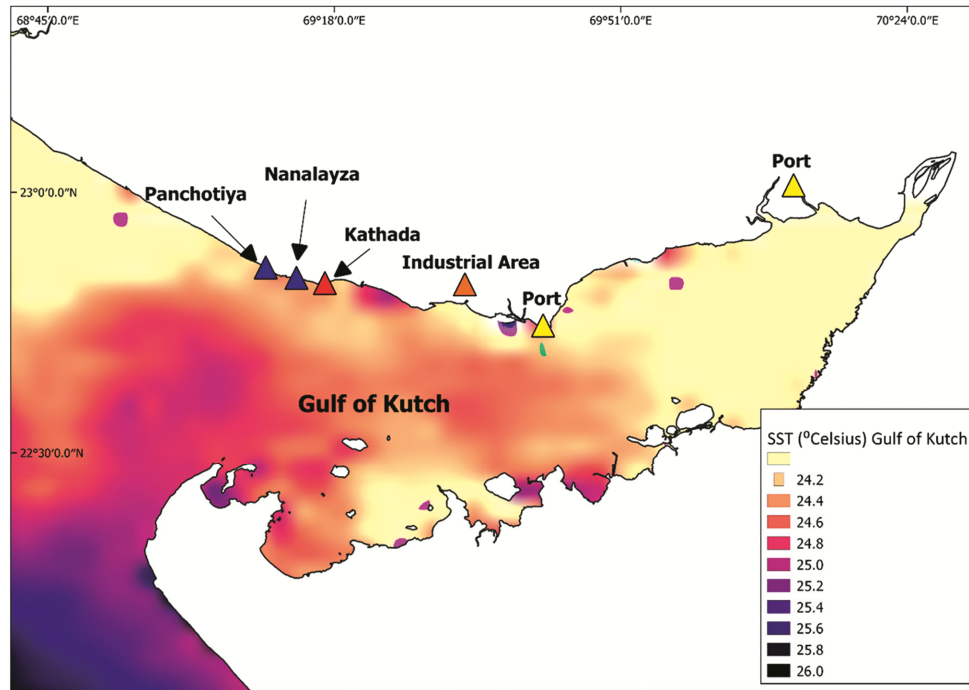 68°45'0.0"E
69°18'0.0"E
69°51'0.0"E
70°24'0.0"E
23°0'0.0"N
22°30'0.0"N
Nanalayza
Panchotiya
Kathada
Industrial Area
Port
Port
Gulf of Kutch
SST (⁰Celsius) Gulf of Kutch
24.2
24.4
24.6
24.8
25.0
25.2
25.4
25.6
25.8
26.0